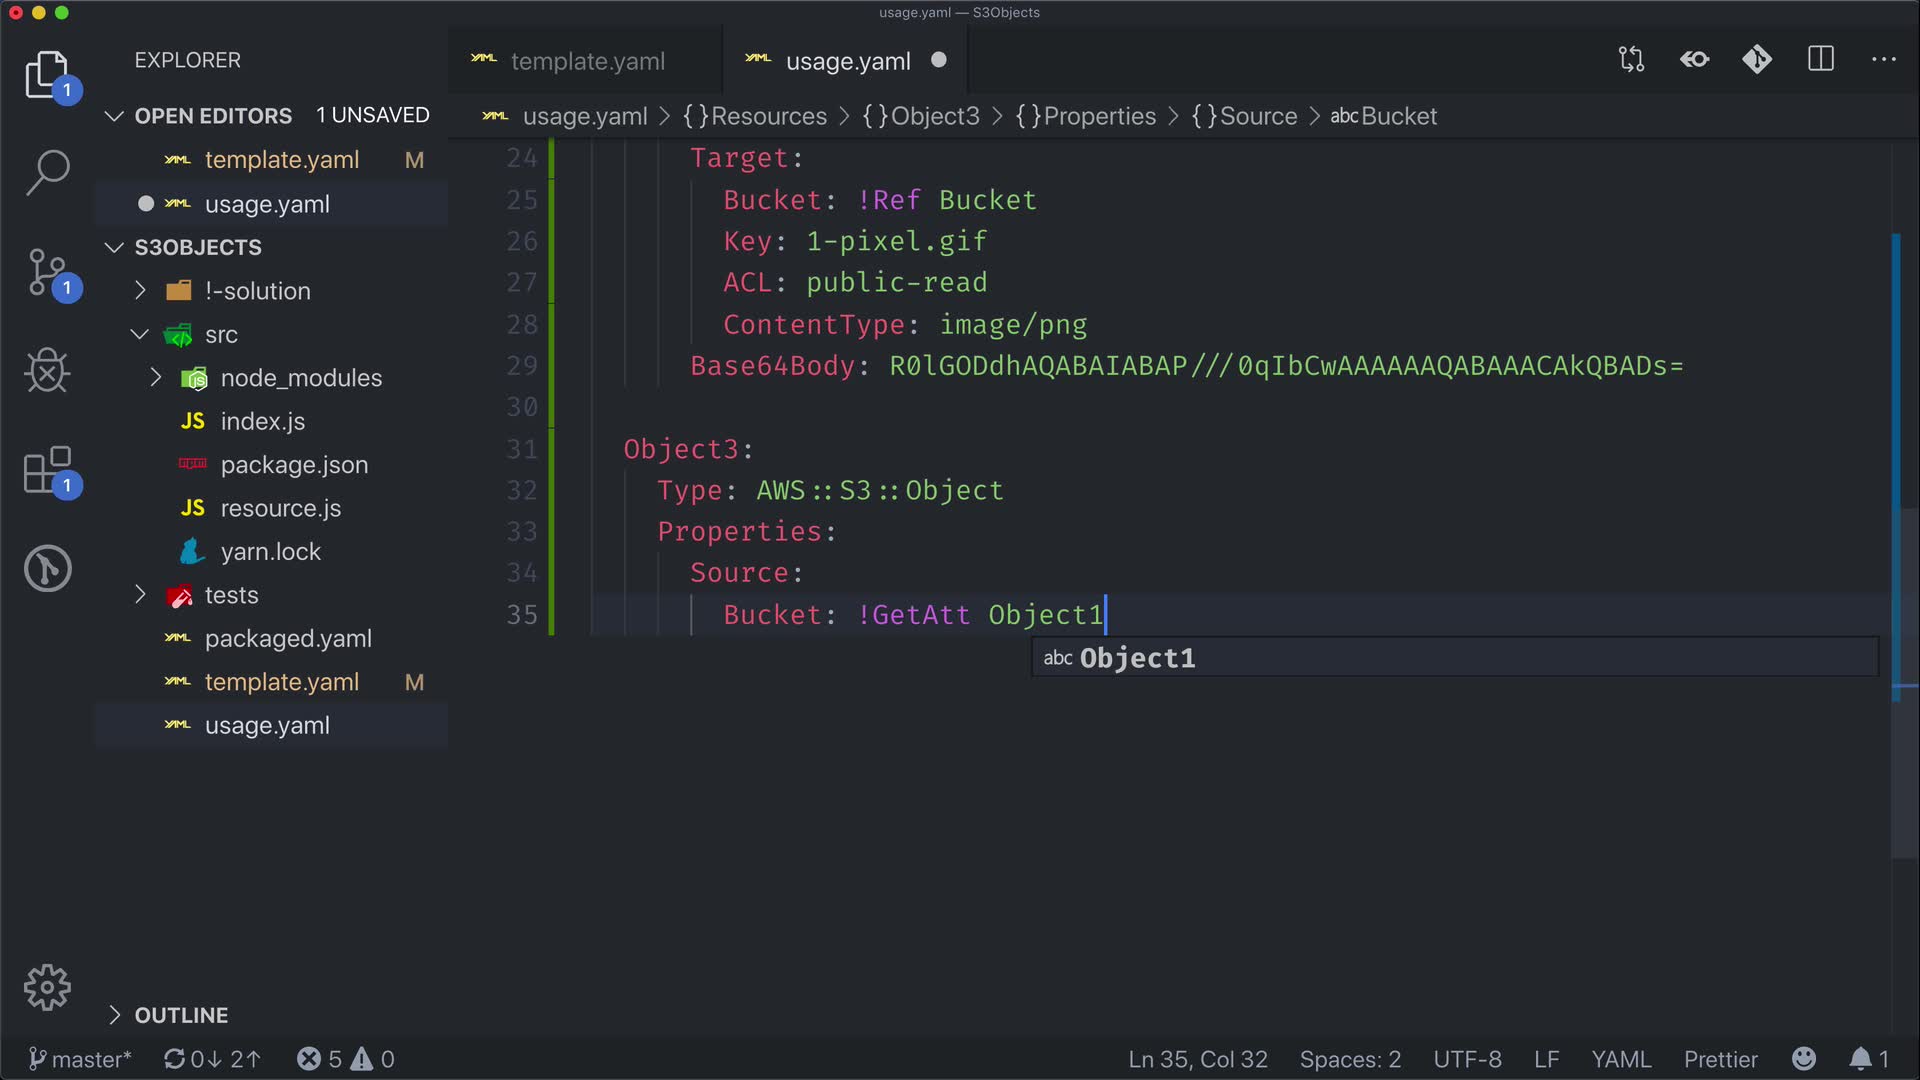 usage.yaml — S3Objects
EXPLORER
template.yaml
usage.yaml
1
OPEN EDITORS 1 UNSAVED
usage.yaml > {}Resources > {}Object3 > {}Properties > {}Source > abc Bucket
template.yaml M
usage.yaml
S3OBJECTS
!-solution
1
src
node_modules
index.js
package.json
1
resource.js
yarn.lock
tests
packaged.yaml
template.yaml M
usage.yaml
24 Target:
25 Bucket: !Ref Bucket
26 Key: 1-pixel.gif
27 ACL: public-read
28 ContentType: image/png
29 Base64Body: R0lGODdhAQABAIABAP///0qIbCwAAAAAAQABAAACAkQBADs=
30
31 Object3:
32 Type: AWS::S3::Object
33 Properties:
34 Source:
35 Bucket: !GetAtt Object1
abc Object1
OUTLINE
master* 0↓ 2↑ 5 0 Ln 35, Col 32 Spaces: 2 UTF-8 LF YAML Prettier 1